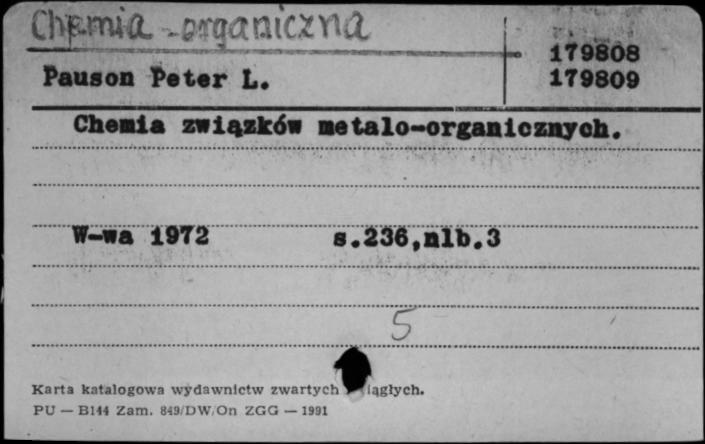 Chemia - organiczna
179808
Pauson Peter L.
179809
Chemia związków metalo-organicznych.
W-wa 1972 s.236,nlb.3
5
Karta katalogowa wydawnictw zwartych iągłych.
PU — B144 Zam. 849/DW/On ZGG — 1991